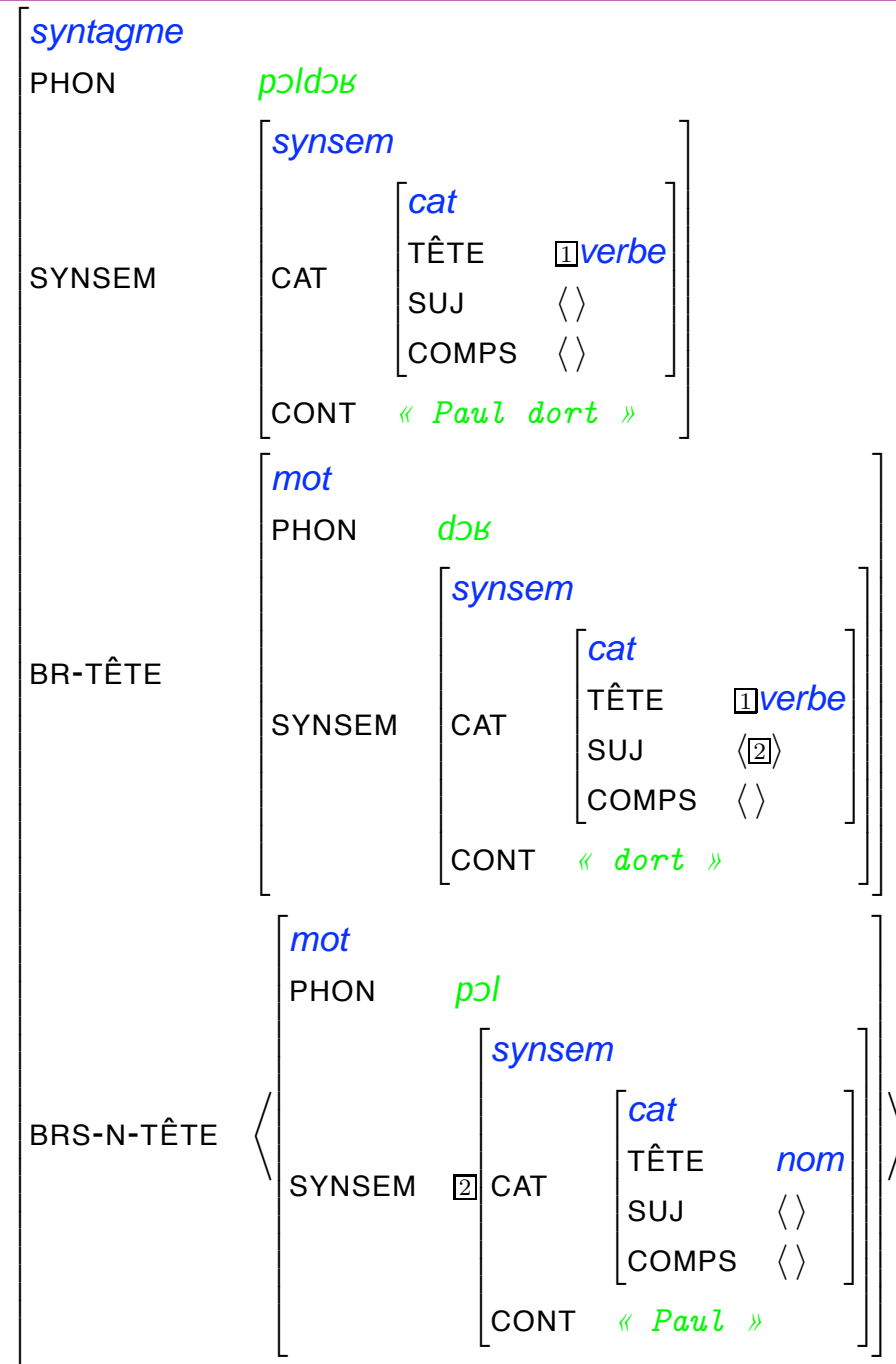 syntagme
PHON pɔldɔʁ
synsem
cat
TÊTE 1 verbe
SYNSEM CAT
SUJ ⟨ ⟩
COMPS ⟨ ⟩
CONT « Paul dort »
mot
PHON dɔʁ
synsem
cat
BR-TÊTE
TÊTE 1 verbe
SYNSEM CAT
SUJ ⟨2⟩
COMPS ⟨ ⟩
CONT « dort »
mot
PHON pɔl
synsem
cat
BRS-N-TÊTE
TÊTE nom
SYNSEM 2 CAT
SUJ ⟨ ⟩
COMPS ⟨ ⟩
CONT « Paul »